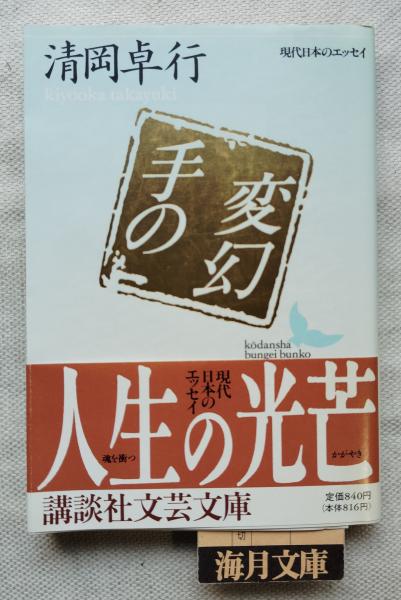 清岡卓行
kiyooka takayuki
現代日本のエッセイ
手の
変幻
kōdansha
bungei bunko
現代
日本の
エッセイ
人生の光芒
魂を衝つ
かがやき
講談社文芸文庫
定価840円
(本体816円)
切
海月文庫